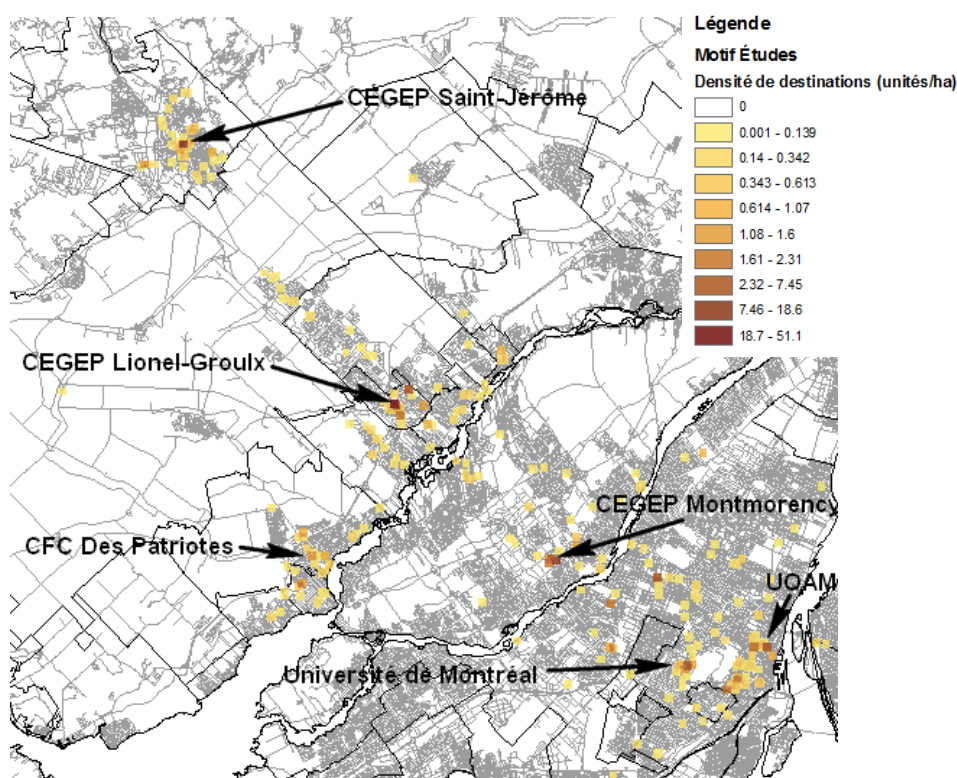 Légende
Motif Études
Densité de destinations (unités/ha)
0
0.001 - 0.139
0.14 - 0.342
0.343 - 0.613
0.614 - 1.07
1.08 - 1.6
1.61 - 2.31
2.32 - 7.45
7.46 - 18.6
18.7 - 51.1
CEGEP Saint-Jérôme
CEGEP Lionel-Groulx
CEGEP Montmorency
CFC Des Patriotes
UQAM
Université de Montréal